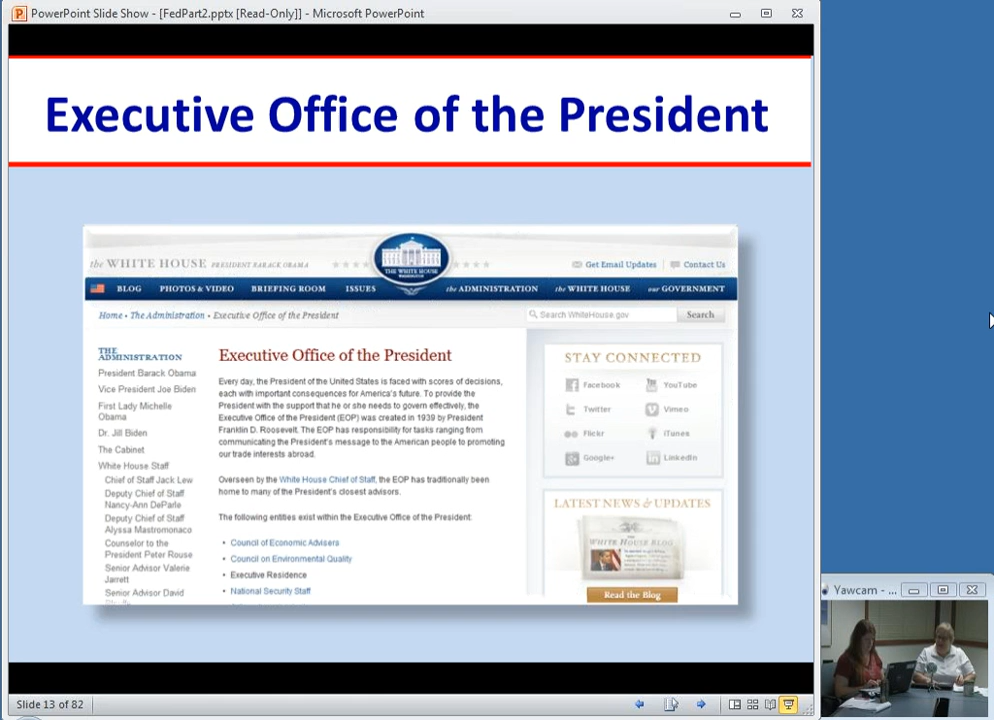 PowerPoint Slide Show - [FedPart2.pptx [Read-Only]] - Microsoft PowerPoint
Executive Office of the President
the WHITE HOUSE PRESIDENT BARACK OBAMA
THE WHITE HOUSE
WASHINGTON
Get Email Updates
Contact Us
BLOG
PHOTOS & VIDEO
BRIEFING ROOM
ISSUES
the ADMINISTRATION
the WHITE HOUSE
our GOVERNMENT
Home • The Administration • Executive Office of the President
Search WhiteHouse.gov
Search
THE
ADMINISTRATION
President Barack Obama
Vice President Joe Biden
First Lady Michelle
Obama
Dr. Jill Biden
The Cabinet
White House Staff
Chief of Staff Jack Lew
Deputy Chief of Staff
Nancy-Ann DeParle
Deputy Chief of Staff
Alyssa Mastromonaco
Counselor to the
President Peter Rouse
Senior Advisor Valerie
Jarrett
Senior Advisor David
Executive Office of the President
Every day, the President of the United States is faced with scores of decisions,
each with important consequences for America's future. To provide the
President with the support that he or she needs to govern effectively, the
Executive Office of the President (EOP) was created in 1939 by President
Franklin D. Roosevelt. The EOP has responsibility for tasks ranging from
communicating the President's message to the American people to promoting
our trade interests abroad.
Overseen by the White House Chief of Staff, the EOP has traditionally been
home to many of the President's closest advisors.
The following entities exist within the Executive Office of the President:
• Council of Economic Advisers
• Council on Environmental Quality
• Executive Residence
• National Security Staff
STAY CONNECTED
Facebook
YouTube
Twitter
Vimeo
Flickr
iTunes
Google+
LinkedIn
LATEST NEWS & UPDATES
WHITE HOUSE BLOG
Read the Blog
Yawcam - ...
Slide 13 of 82